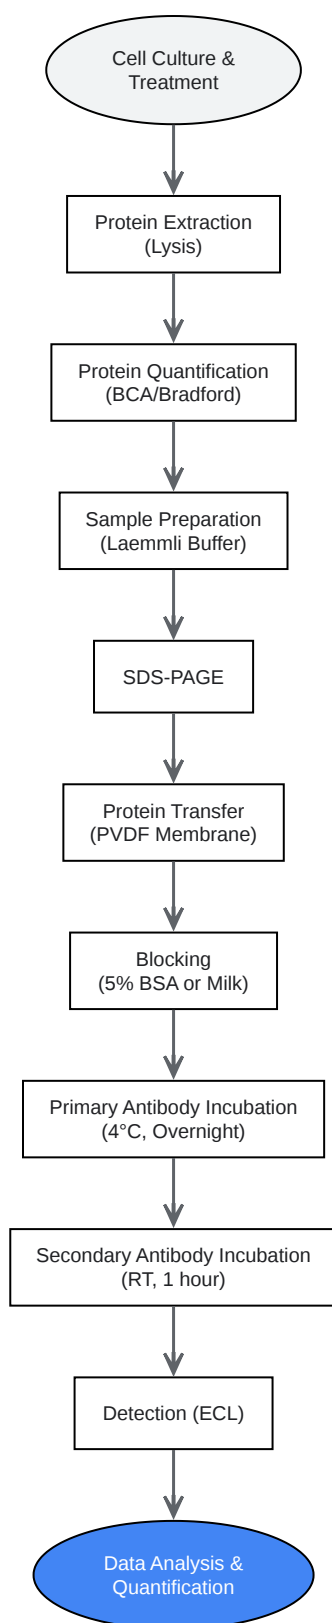 Cell Culture &
Treatment
Protein Extraction
(Lysis)
Protein Quantification
(BCA/Bradford)
Sample Preparation
(Laemmli Buffer)
SDS-PAGE
Protein Transfer
(PVDF Membrane)
Blocking
(5% BSA or Milk)
Primary Antibody Incubation
(4°C, Overnight)
Secondary Antibody Incubation
(RT, 1 hour)
Detection (ECL)
Data Analysis &
Quantification